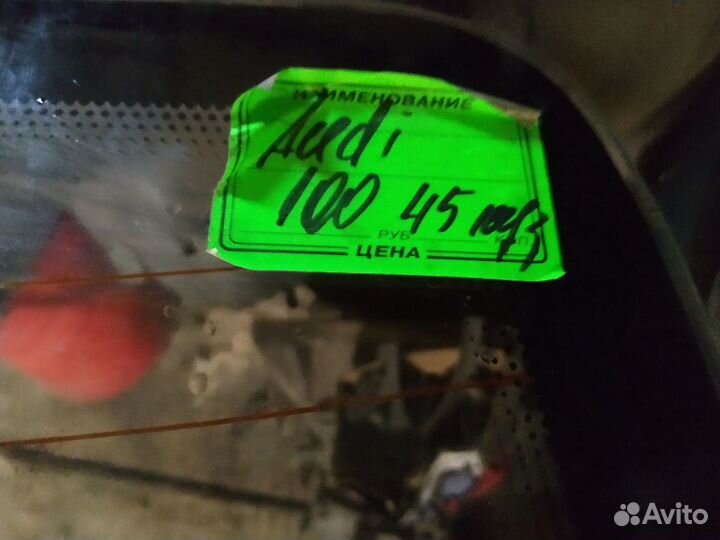 НАИМЕНОВАНИЕ
Audi
100 45 кузов
РУБ КОП
ЦЕНА
Avito